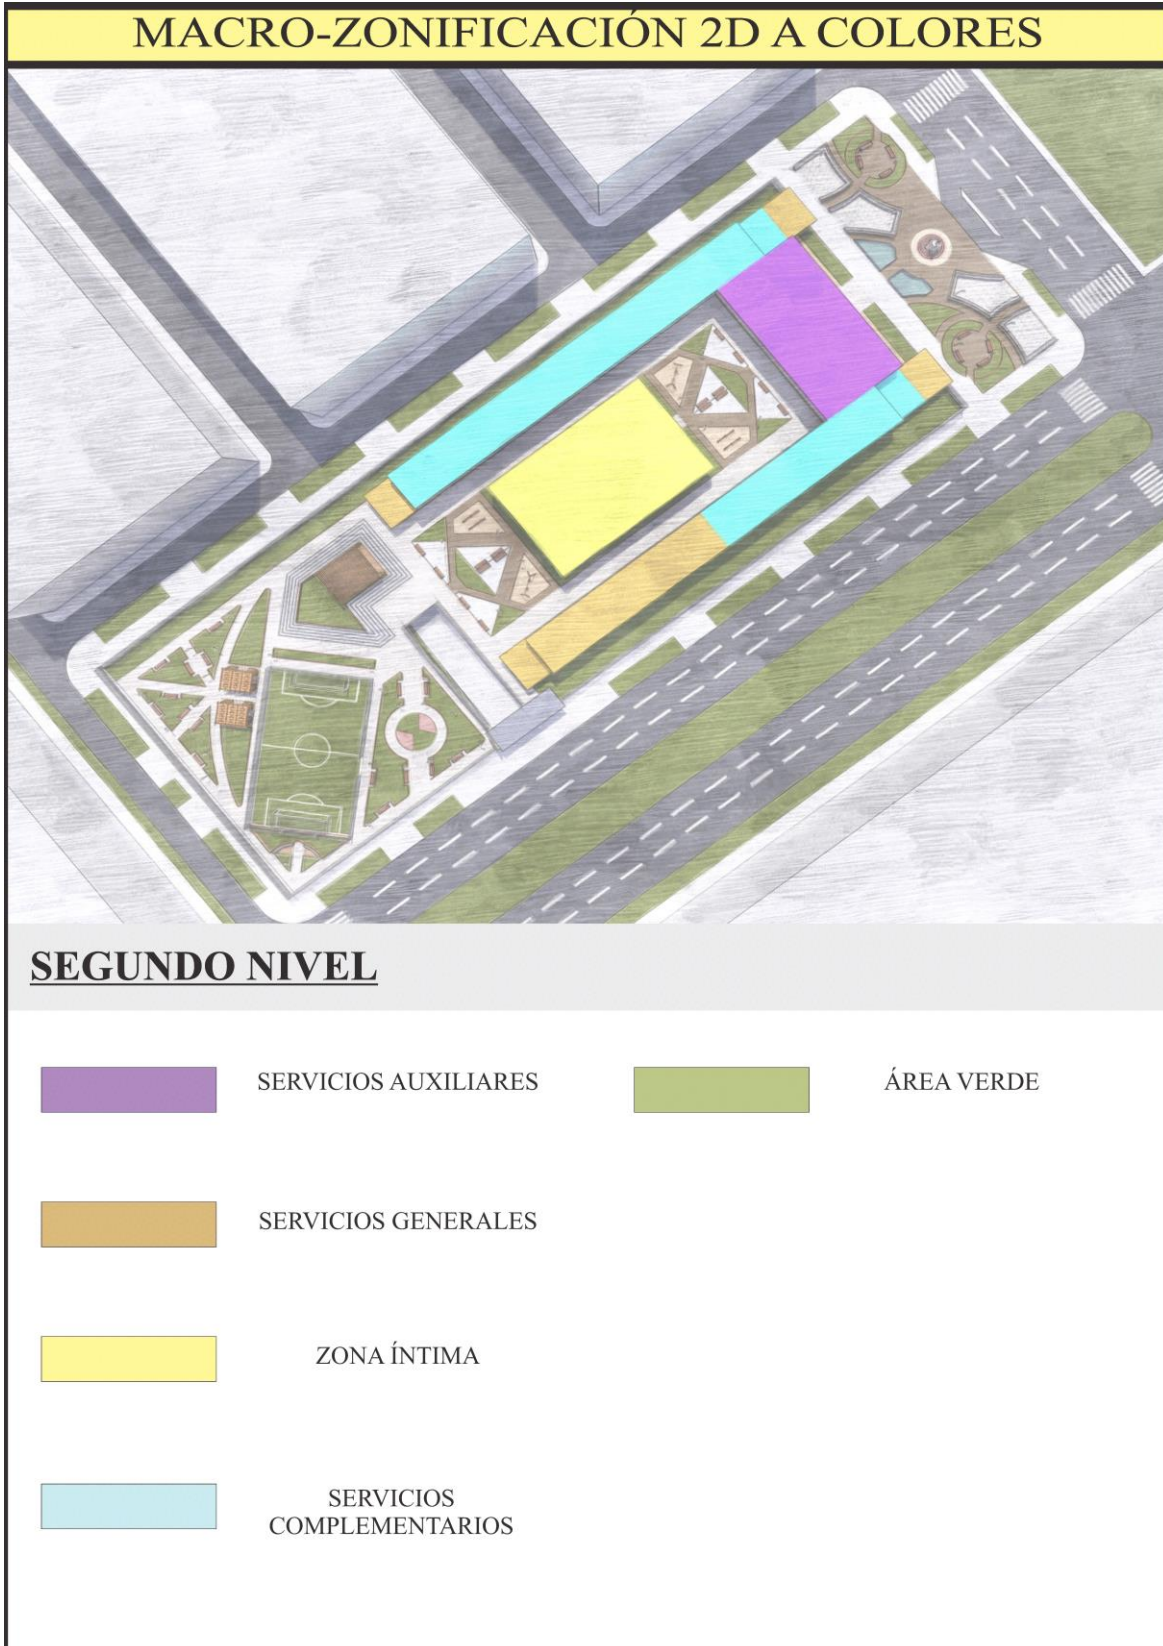 MACRO-ZONIFICACIÓN 2D A COLORES
SEGUNDO NIVEL
SERVICIOS AUXILIARES
ÁREA VERDE
SERVICIOS GENERALES
ZONA ÍNTIMA
SERVICIOS
COMPLEMENTARIOS